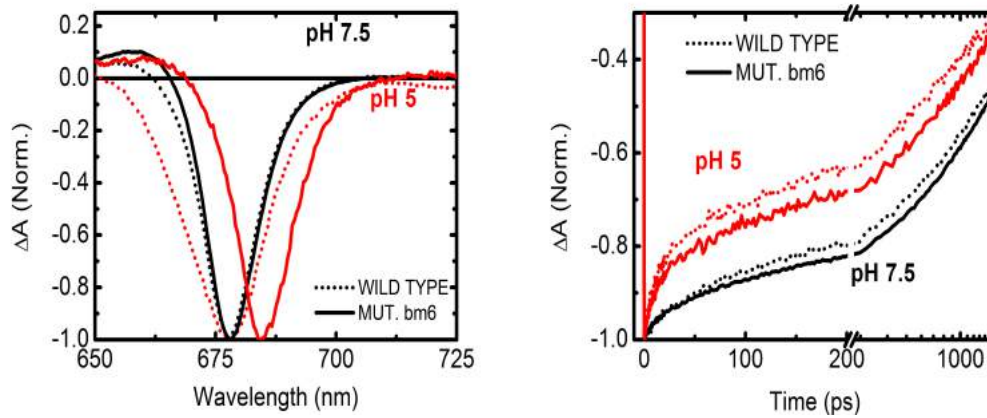 0.2
0.0
-0.2
-0.4
-0.6
-0.8
-1.0
ΔA (Norm.)
pH 7.5
pH 5
WILD TYPE
MUT. bm6
650 675 700 725
Wavelength (nm)
-0.4
-0.6
-0.8
-1.0
ΔA (Norm.)
WILD TYPE
MUT. bm6
pH 5
pH 7.5
0 100 200 1000
Time (ps)